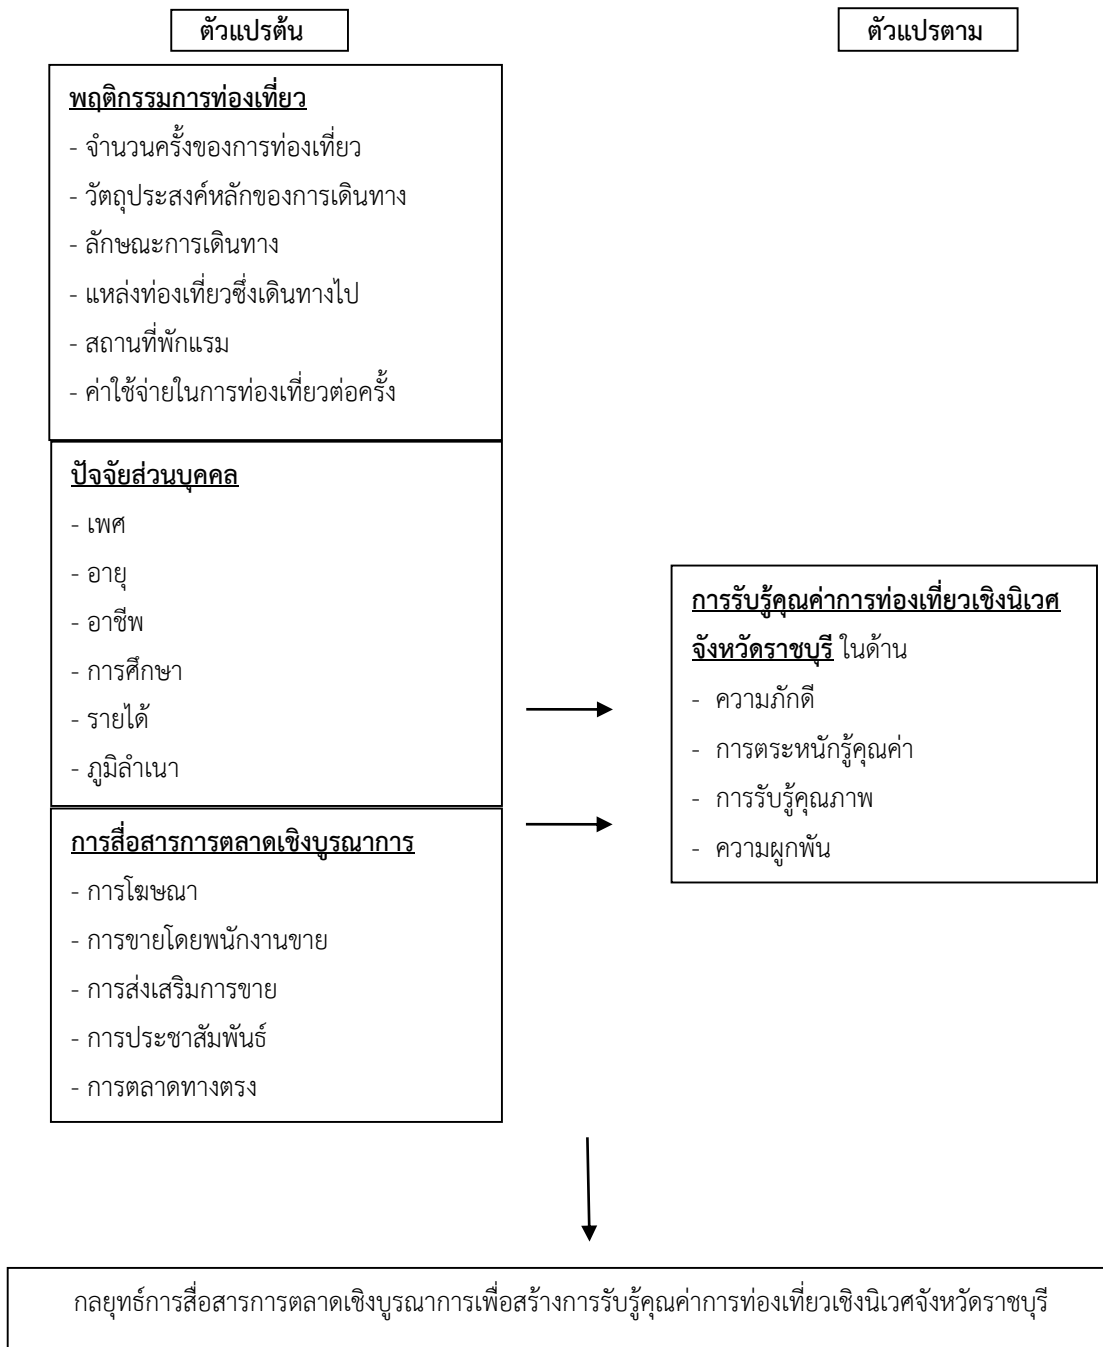 ตัวแปรต้น
ตัวแปรตาม
พฤติกรรมการท่องเที่ยว
- จำนวนครั้งของการท่องเที่ยว
- วัตถุประสงค์หลักของการเดินทาง
- ลักษณะการเดินทาง
- แหล่งท่องเที่ยวซึ่งเดินทางไป
- สถานที่พักแรม
- ค่าใช้จ่ายในการท่องเที่ยวต่อครั้ง
ปัจจัยส่วนบุคคล
- เพศ
- อายุ
- อาชีพ
- การศึกษา
- รายได้
- ภูมิลำเนา
การสื่อสารการตลาดเชิงบูรณาการ
- การโฆษณา
- การขายโดยพนักงานขาย
- การส่งเสริมการขาย
- การประชาสัมพันธ์
- การตลาดทางตรง
การรับรู้คุณค่าการท่องเที่ยวเชิงนิเวศ
จังหวัดราชบุรี ในด้าน
- ความภักดี
- การตระหนักรู้คุณค่า
- การรับรู้คุณภาพ
- ความผูกพัน
กลยุทธ์การสื่อสารการตลาดเชิงบูรณาการเพื่อสร้างการรับรู้คุณค่าการท่องเที่ยวเชิงนิเวศจังหวัดราชบุรี